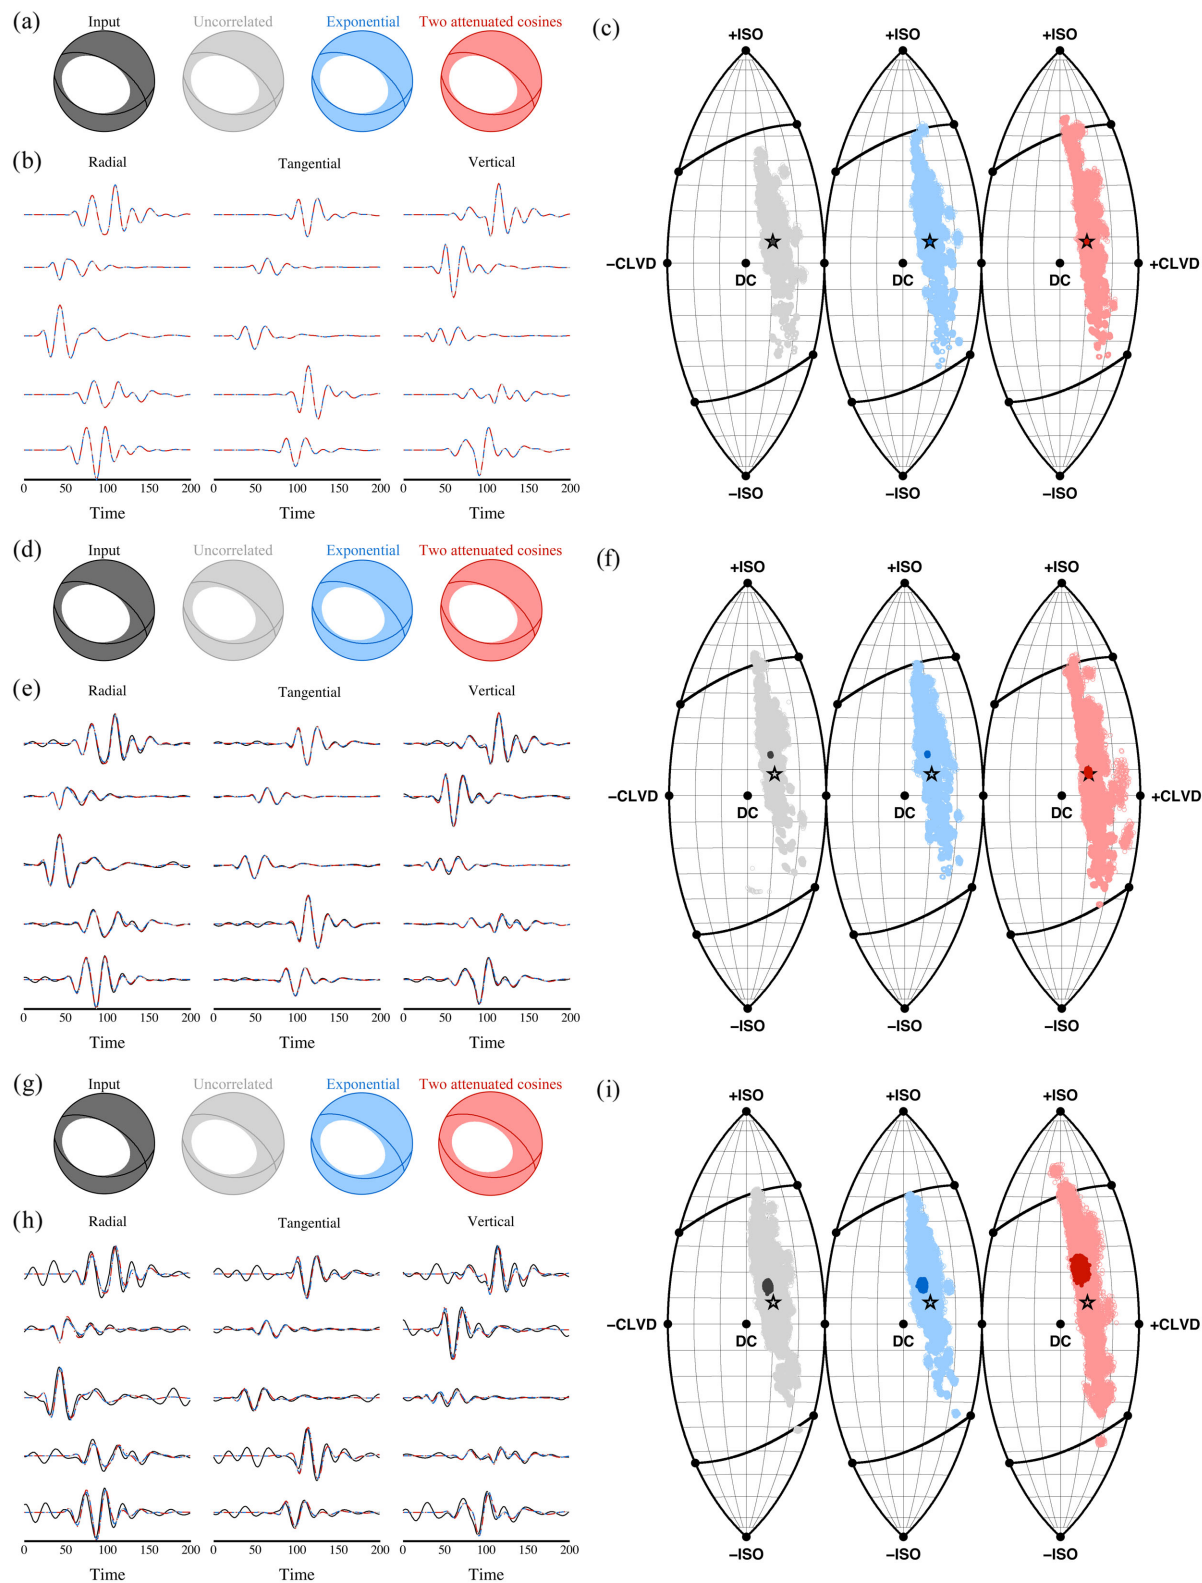 (a) Input Uncorrelated Exponential Two attenuated cosines
(b) Radial Tangential Vertical
0 50 100 150 200 0 50 100 150 200 0 50 100 150 200
Time Time Time
(c) +ISO +ISO +ISO
−CLVD DC DC DC +CLVD
−ISO −ISO −ISO
(d) Input Uncorrelated Exponential Two attenuated cosines
(e) Radial Tangential Vertical
0 50 100 150 200 0 50 100 150 200 0 50 100 150 200
Time Time Time
(f) +ISO +ISO +ISO
−CLVD DC DC DC +CLVD
−ISO −ISO −ISO
(g) Input Uncorrelated Exponential Two attenuated cosines
(h) Radial Tangential Vertical
0 50 100 150 200 0 50 100 150 200 0 50 100 150 200
Time Time Time
(i) +ISO +ISO +ISO
−CLVD DC DC DC +CLVD
−ISO −ISO −ISO